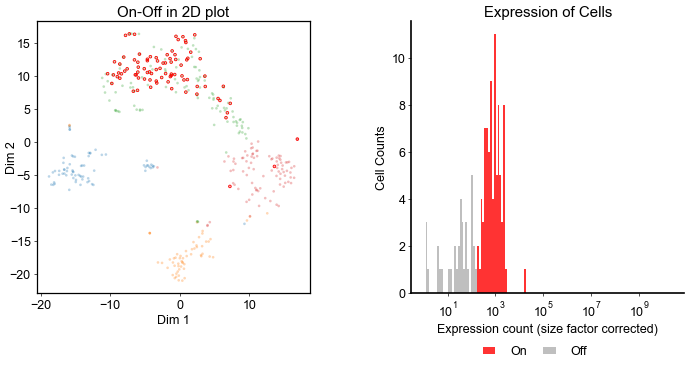 On-Off in 2D plot
15
10
5
0
−5
−10
−15
−20
Dim 2
−20 −10 0 10
Dim 1
Expression of Cells
10
8
6
4
2
0
Cell Counts
10^1 10^3 10^5 10^7 10^9
Expression count (size factor corrected)
On Off